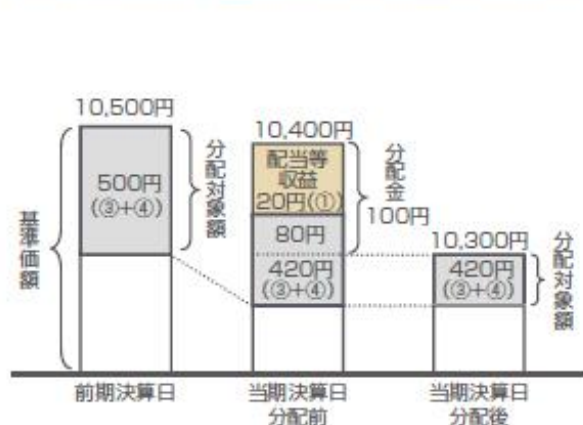 10,500円
500円
(③+④)
分配対象額
基準価額
前期決算日
10,400円
配当等
収益
20円(①)
80円
420円
(③+④)
分配金
100円
当期決算日
分配前
10,300円
420円
(③+④)
分配対象額
当期決算日
分配後